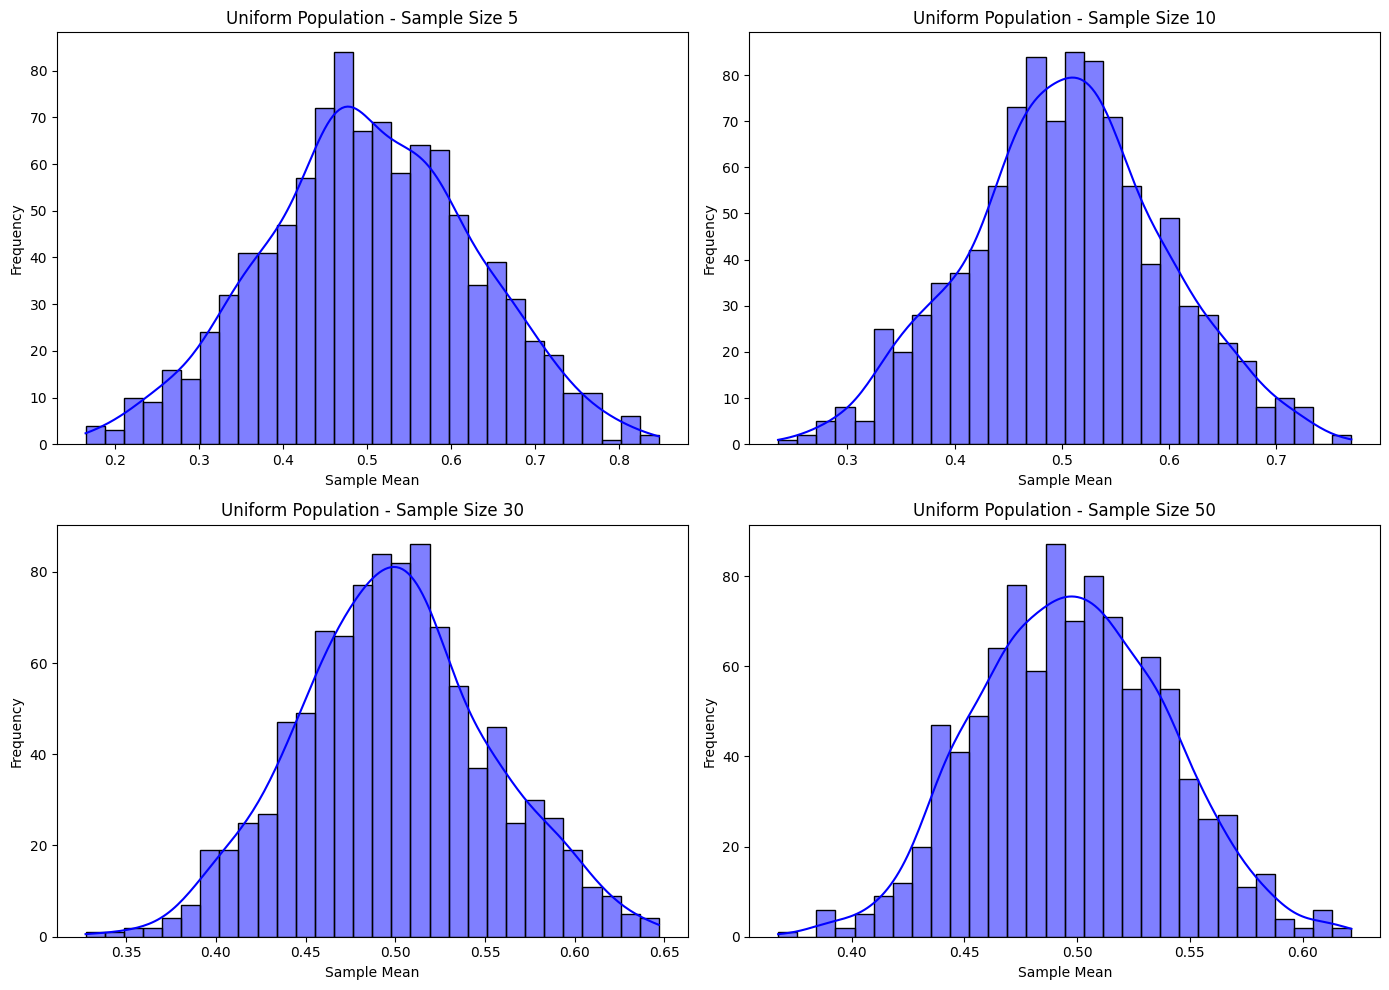 Uniform Population - Sample Size 5
80
70
60
50
40
30
20
10
0
Frequency
0.2 0.3 0.4 0.5 0.6 0.7 0.8
Sample Mean
Uniform Population - Sample Size 10
80
70
60
50
40
30
20
10
0
Frequency
0.3 0.4 0.5 0.6 0.7
Sample Mean
Uniform Population - Sample Size 30
80
60
40
20
0
Frequency
0.35 0.40 0.45 0.50 0.55 0.60 0.65
Sample Mean
Uniform Population - Sample Size 50
80
60
40
20
0
Frequency
0.40 0.45 0.50 0.55 0.60
Sample Mean